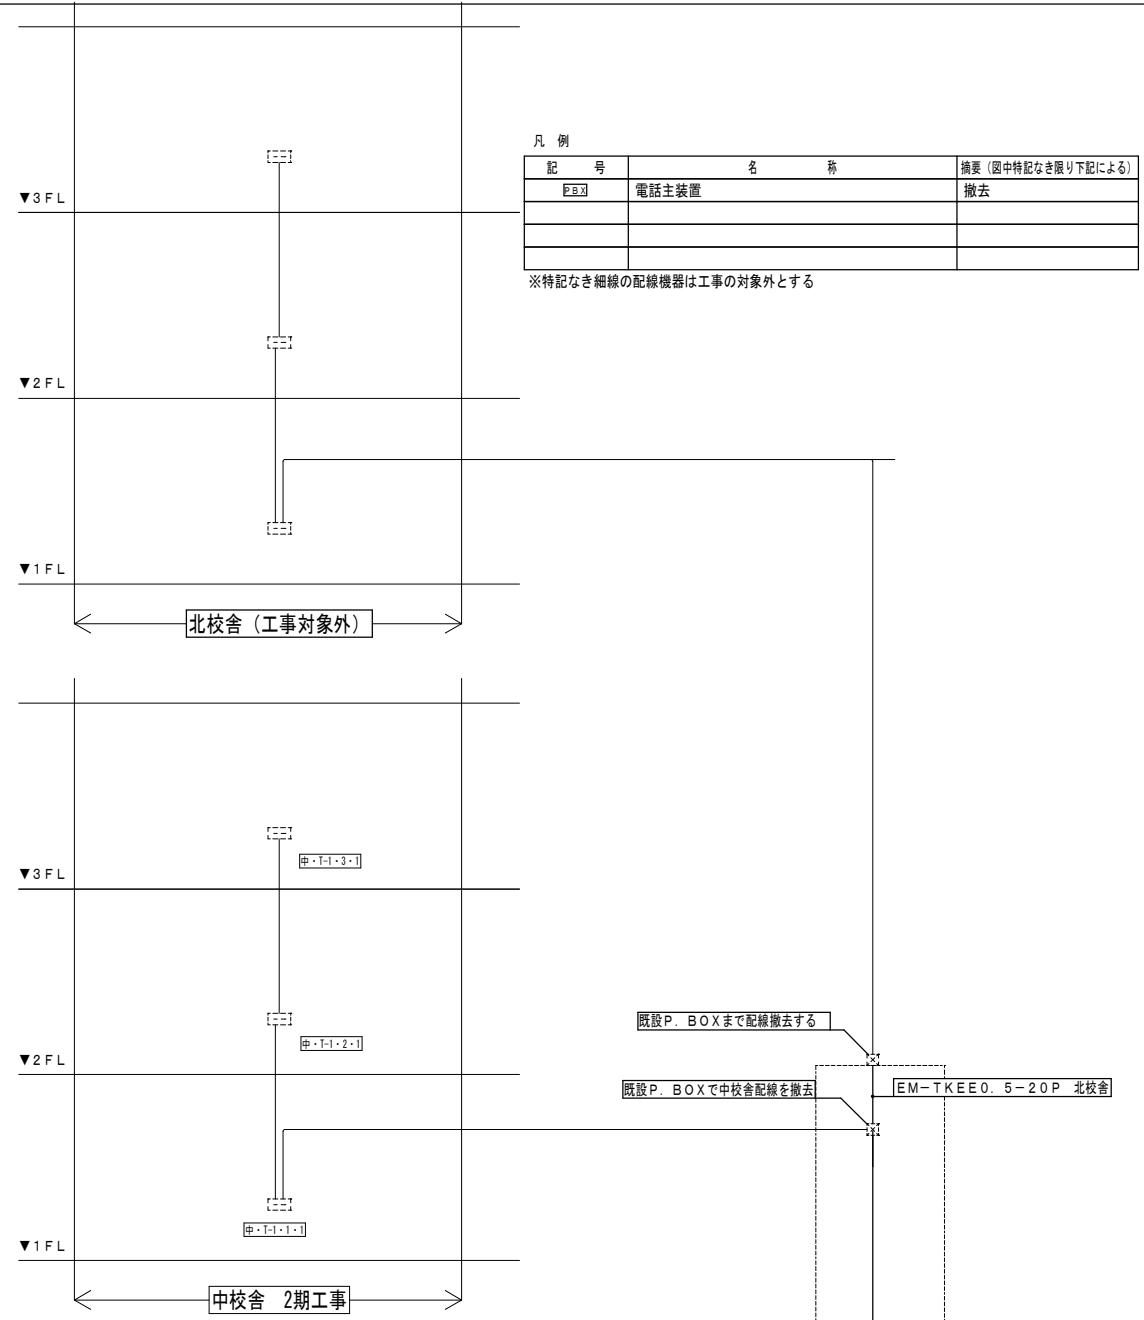 凡 例
記 号 名 称 摘要(図中特記なき限り下記による)
PBX 電話主装置 撤去
※特記なき細線の配線機器は工事の対象外とする
▼3FL
▼2FL
▼1FL
北校舎(工事対象外)
中・T-1・3・1
▼3FL
既設P.BOXまで配線撤去する
中・T-1・2・1
▼2FL
既設P.BOXで中校舎配線を撤去
EM-TKEE0.5-20P 北校舎
中・T-1・1・1
▼1FL
中校舎 2期工事